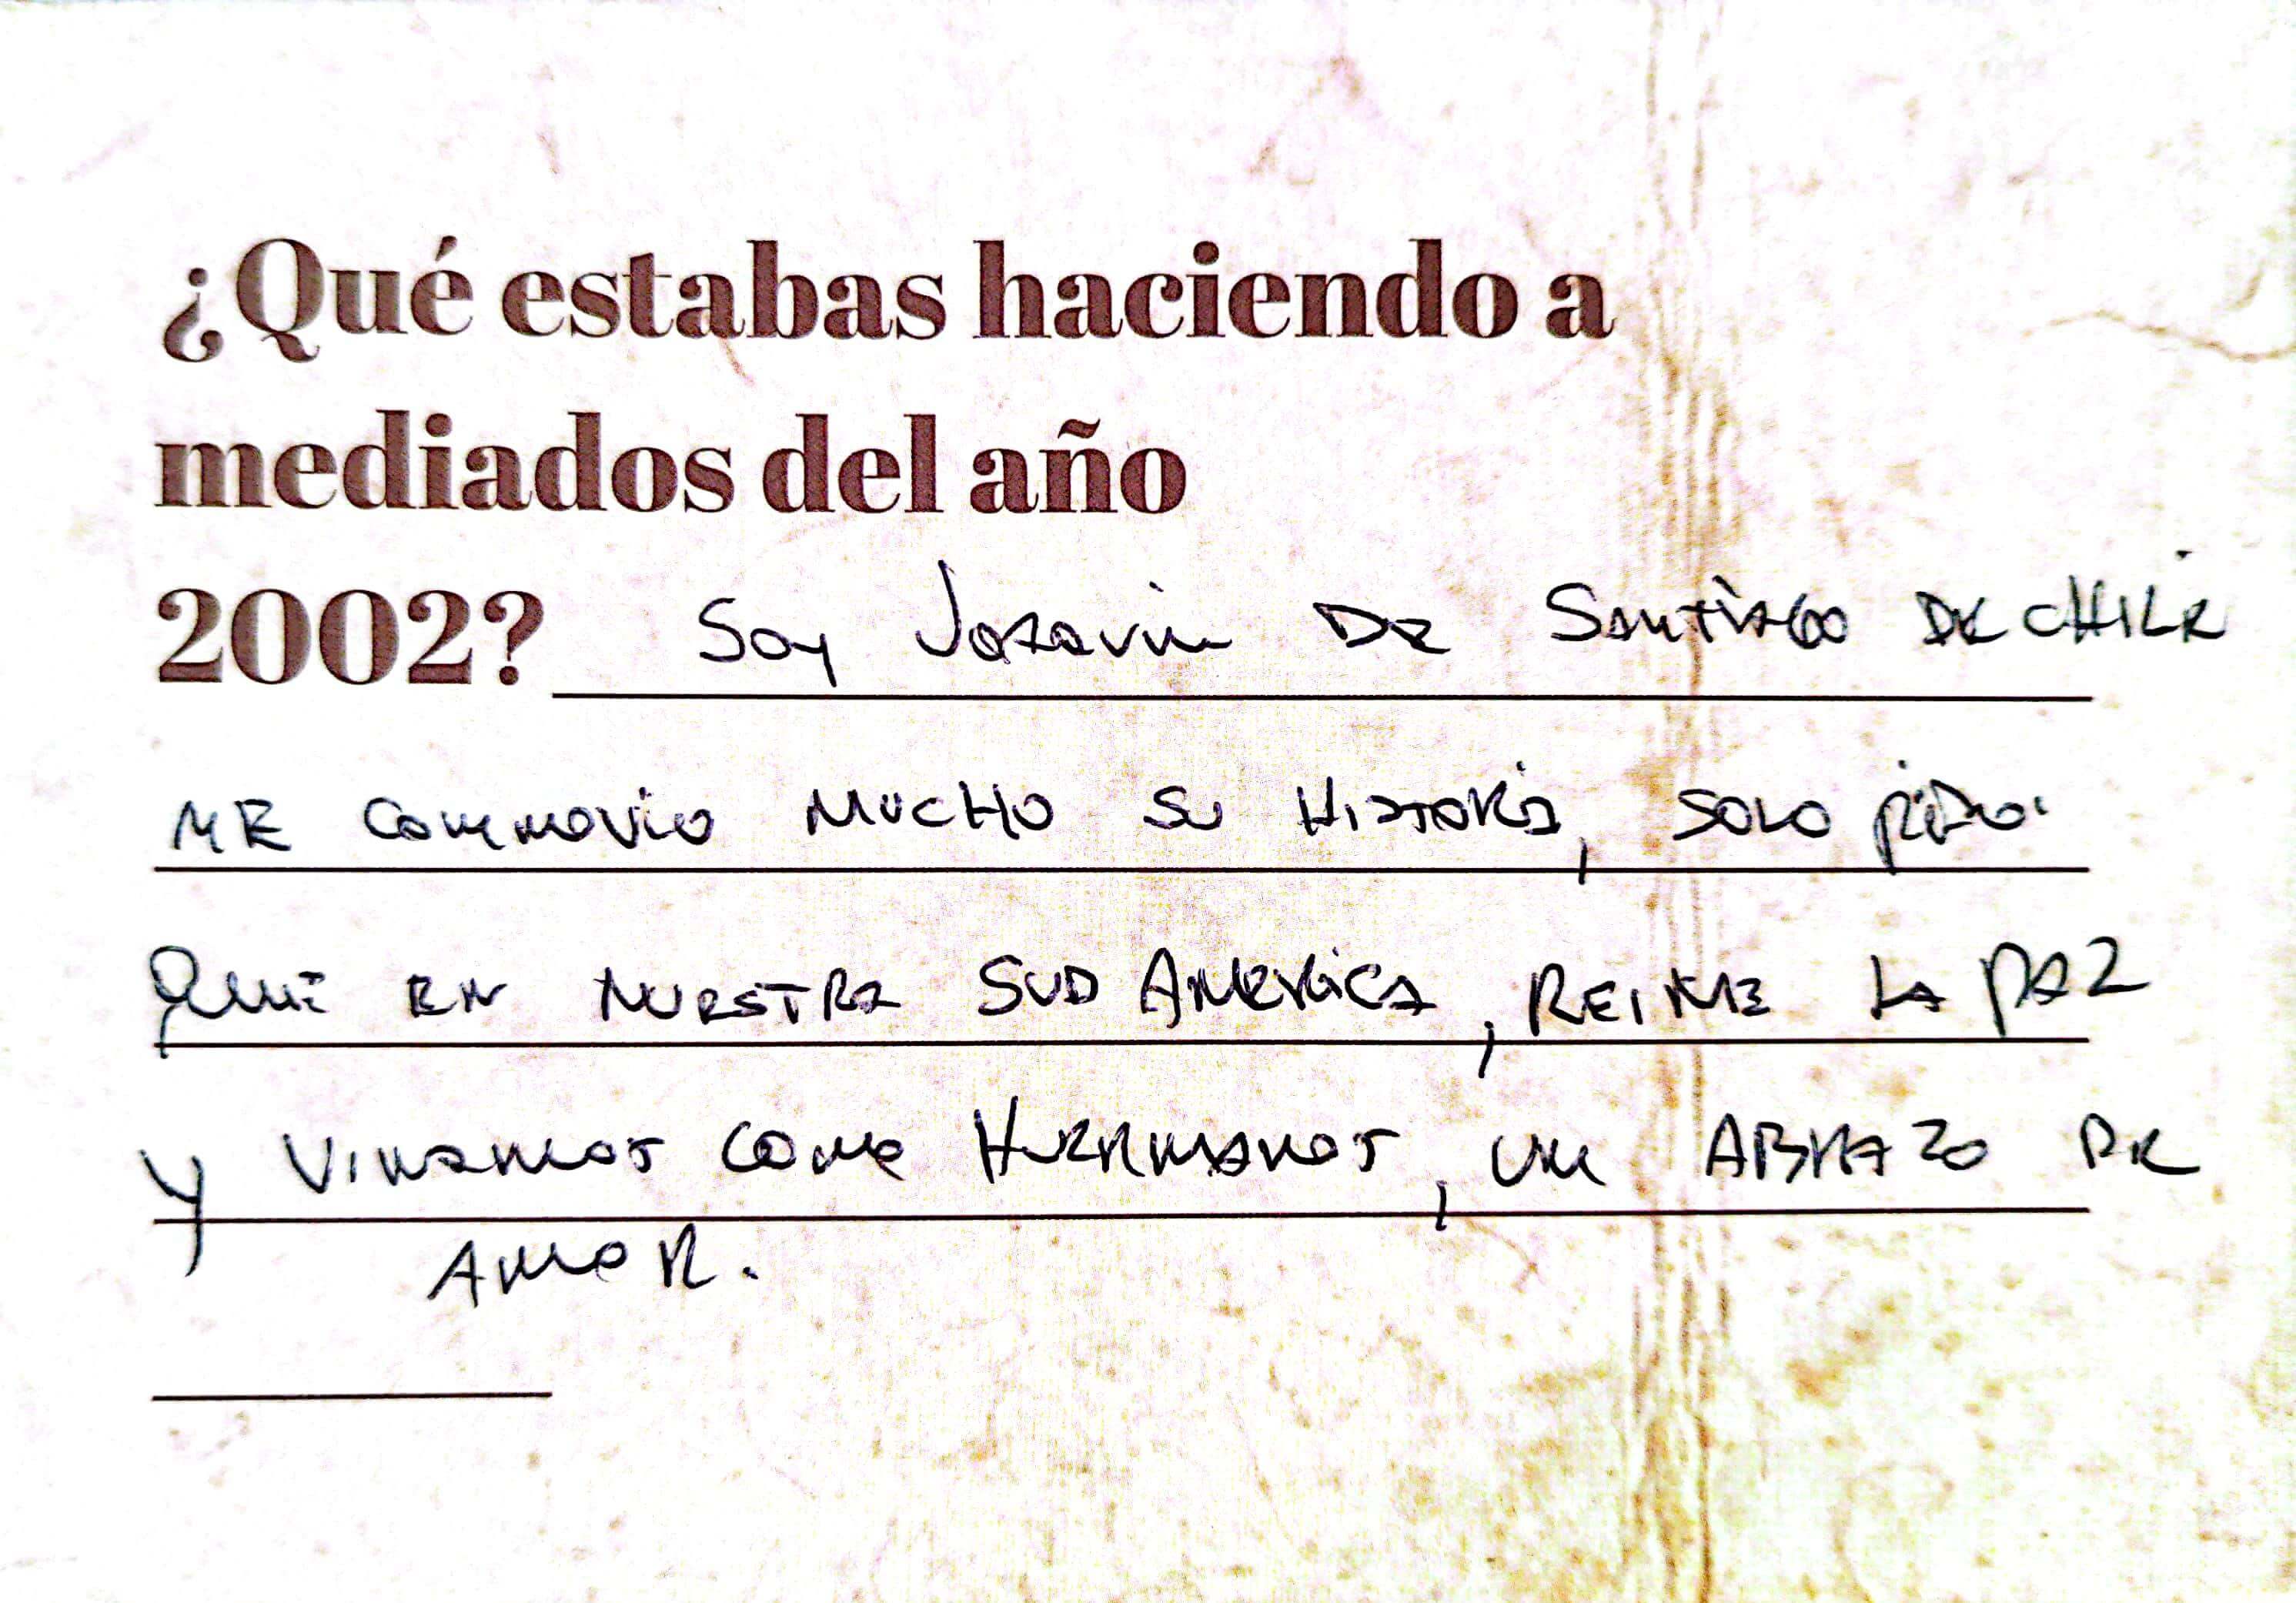 ¿Qué estabas haciendo a
mediados del año
2002? Soy DE SANTIAGO DE CHILE
ME CONMOVIO MUCHO SU HISTORIA, SOLO PIDO
QUE EN NUESTRA SUD AMERICA, REINE LA PAZ
Y VIVAMOS COMO HERMANOS, UN ABRAZO DE
AMOR.